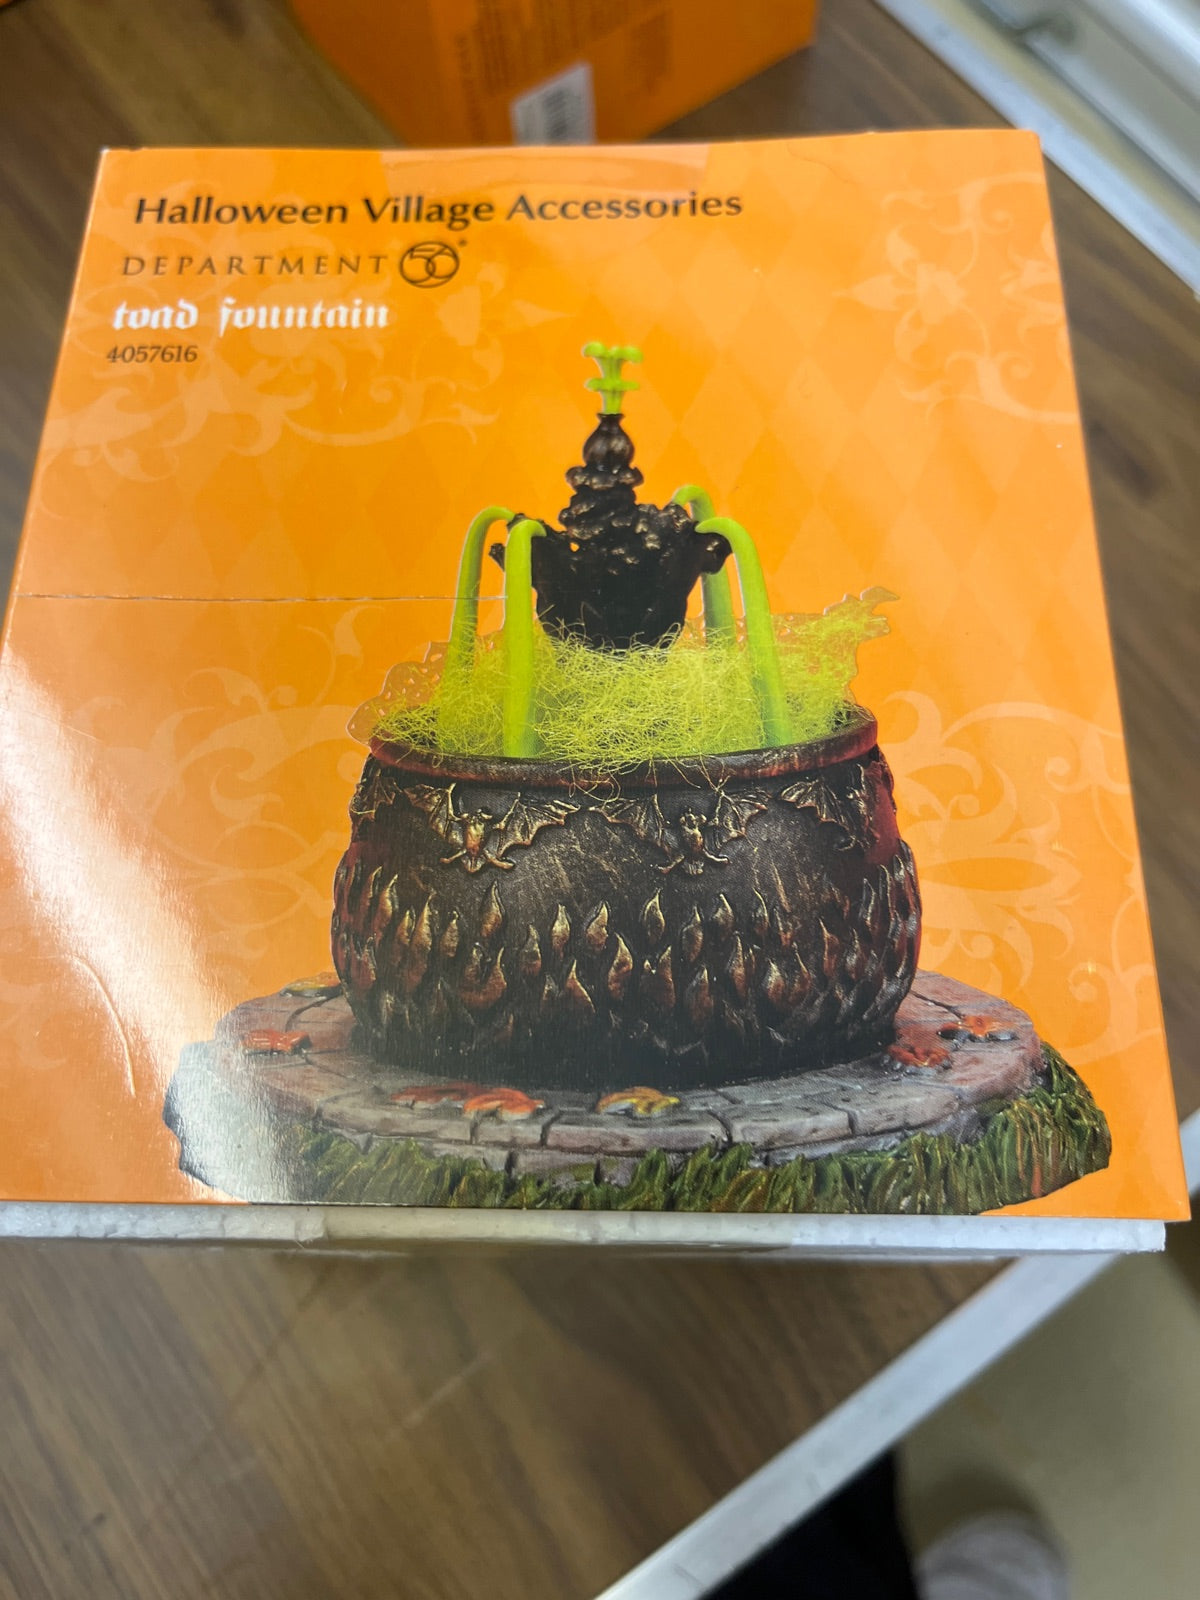 Halloween Village Accessories
DEPARTMENT 56®
toad fountain
4057616